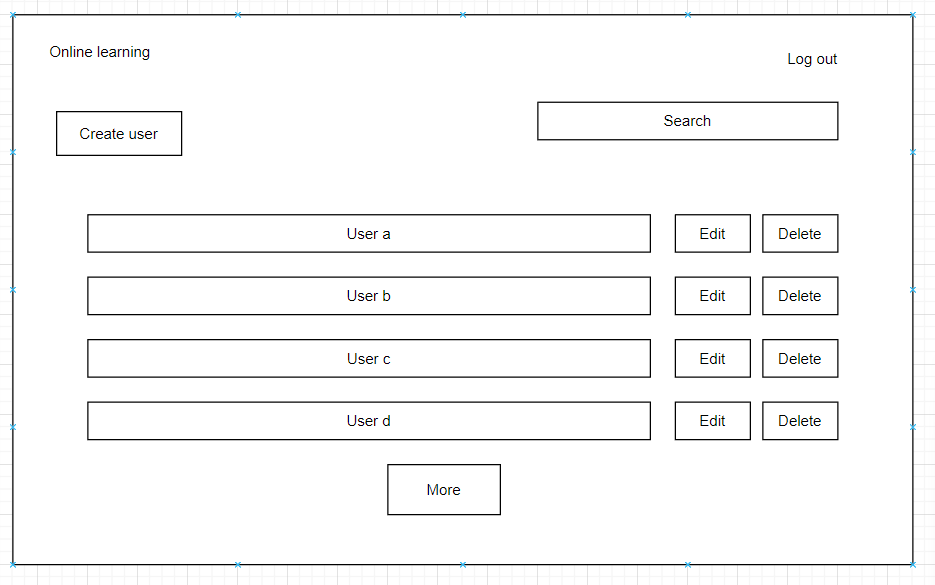 Online learning
Log out
Create user
Search
User a
Edit
Delete
User b
Edit
Delete
User c
Edit
Delete
User d
Edit
Delete
More